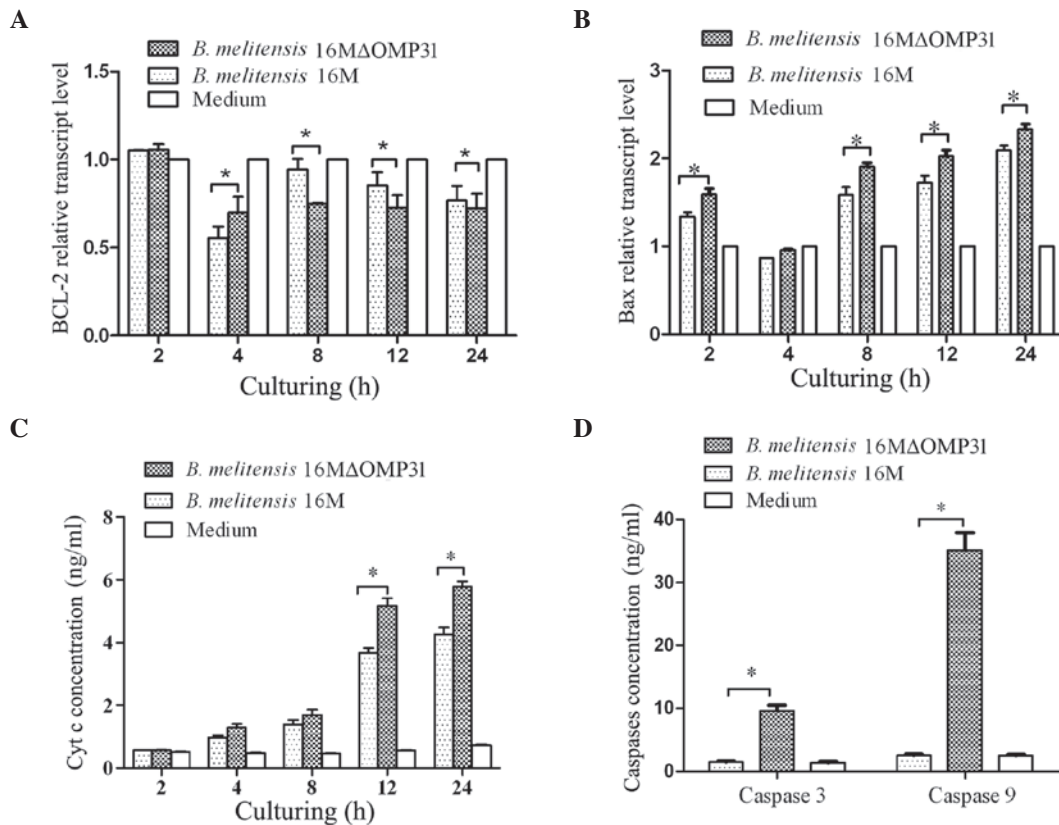 A
B. melitensis 16MΔOMP31
B. melitensis 16M
Medium
BCL-2 relative transcript level
1.5
1.0
0.5
0.0
* * * *
2 4 8 12 24
Culturing (h)
B
B. melitensis 16MΔOMP31
B. melitensis 16M
Medium
Bax relative transcript level
3
2
1
0
* * * *
2 4 8 12 24
Culturing (h)
C
B. melitensis 16MΔOMP31
B. melitensis 16M
Medium
Cyt c concentration (ng/ml)
8
6
4
2
0
* *
2 4 8 12 24
Culturing (h)
D
B. melitensis 16MΔOMP31
B. melitensis 16M
Medium
Caspases concentration (ng/ml)
40
30
20
10
0
* *
Caspase 3 Caspase 9